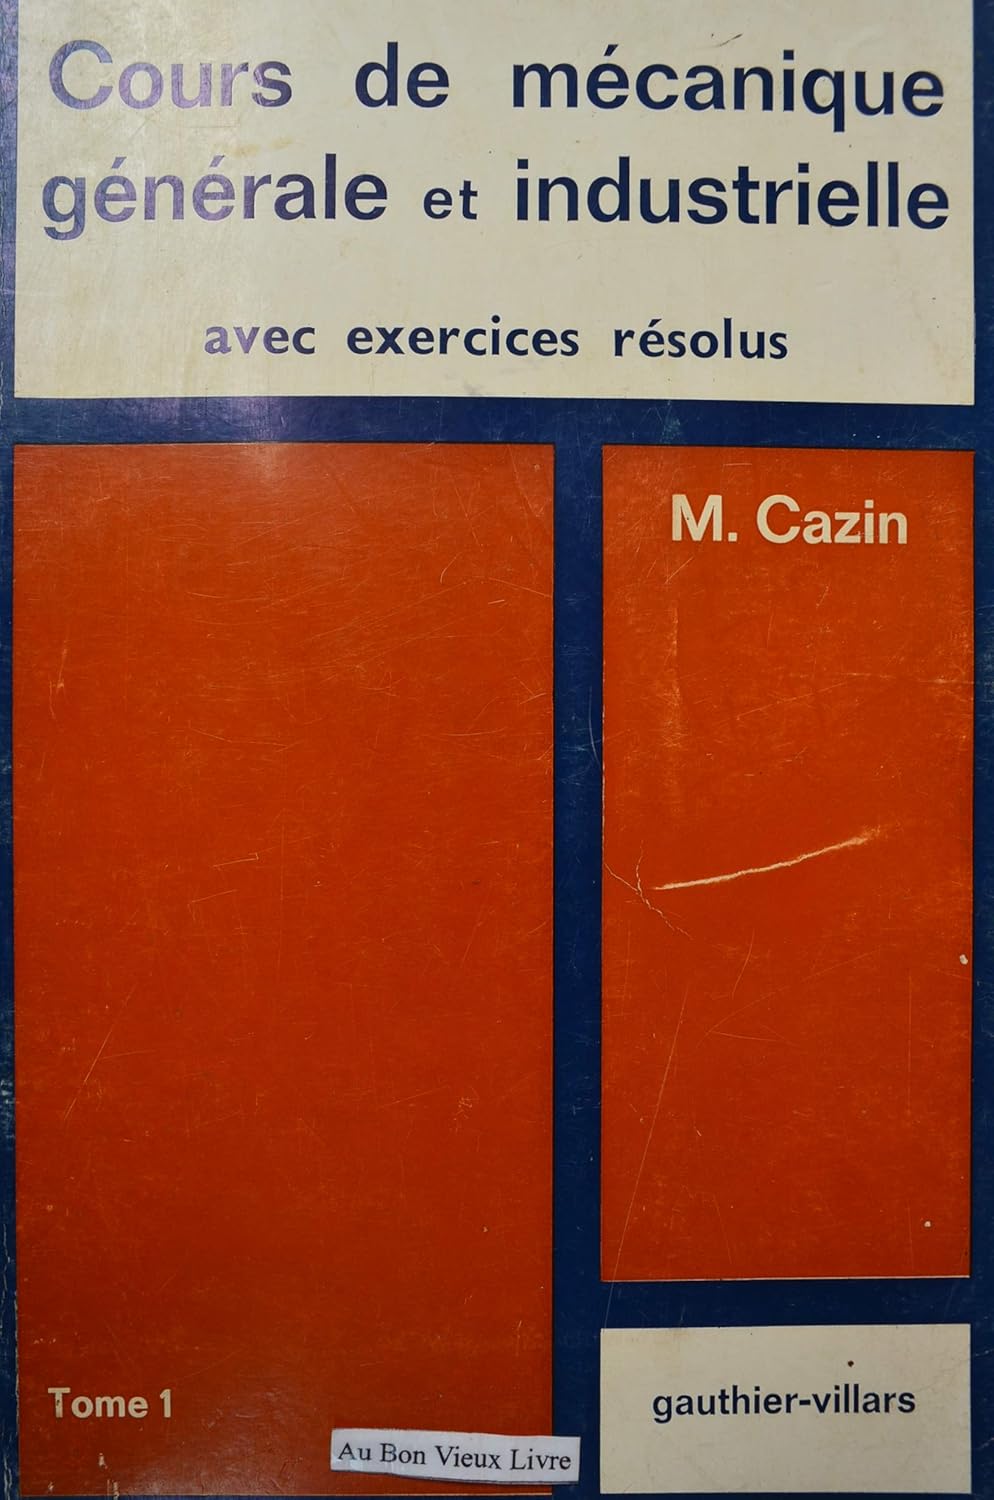 Cours de mécanique
générale et industrielle
avec exercices résolus
M. Cazin
Tome 1
gauthier-villars
Au Bon Vieux Livre